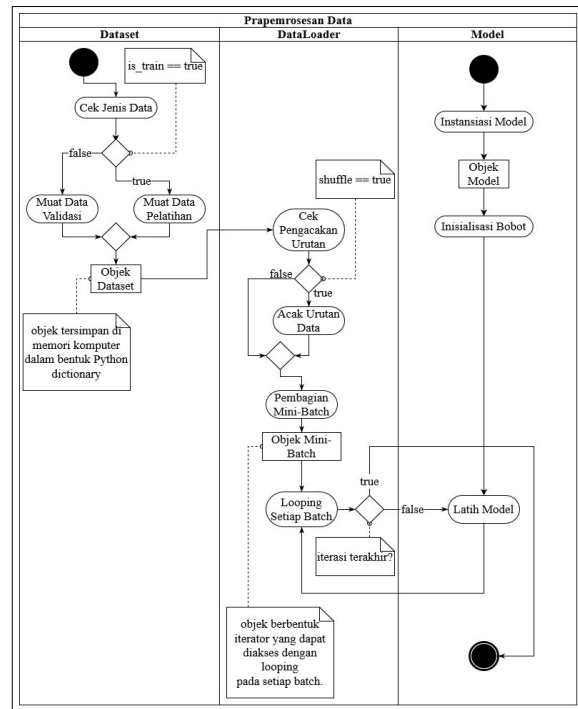 Prapemrosesan Data
Dataset
DataLoader
Model
is_train == true
Cek Jenis Data
false
true
Muat Data
Validasi
Muat Data
Pelatihan
Objek
Dataset
objek tersimpan di
memori komputer
dalam bentuk Python
dictionary
shuffle == true
Cek
Pengacakan
Urutan
false
true
Acak Urutan
Data
Pembagian
Mini-Batch
Objek Mini-
Batch
Looping
Setiap Batch
true
false
iterasi terakhir?
objek berbentuk
iterator yang dapat
diakses dengan
looping
pada setiap batch.
Instansiasi Model
Objek
Model
Inisialisasi Bobot
Latih Model